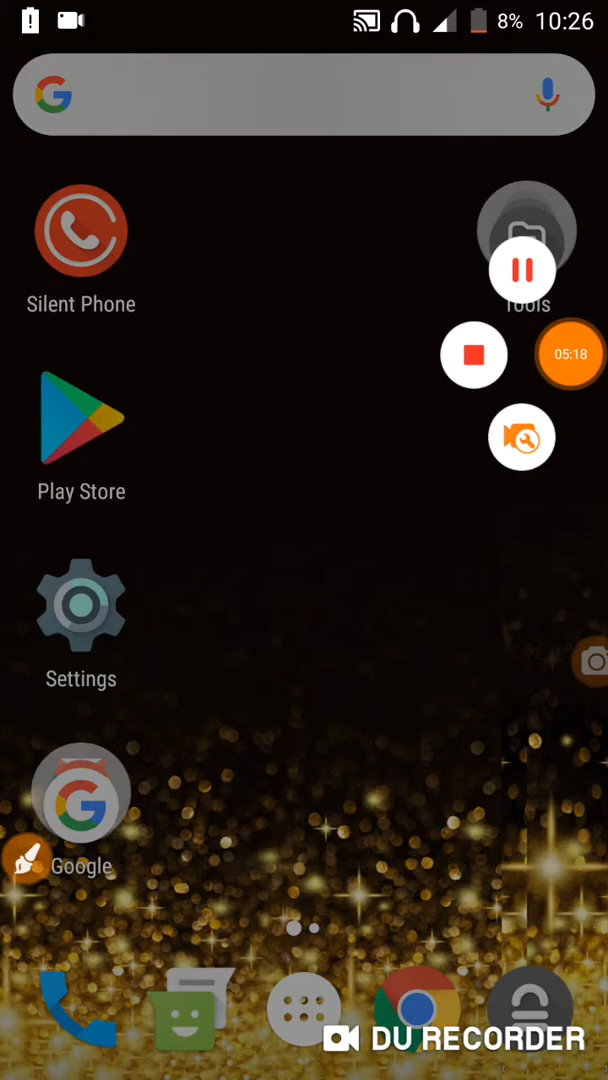 8% 10:26
Silent Phone
Tools
05:18
Play Store
Settings
Google
DU RECORDER